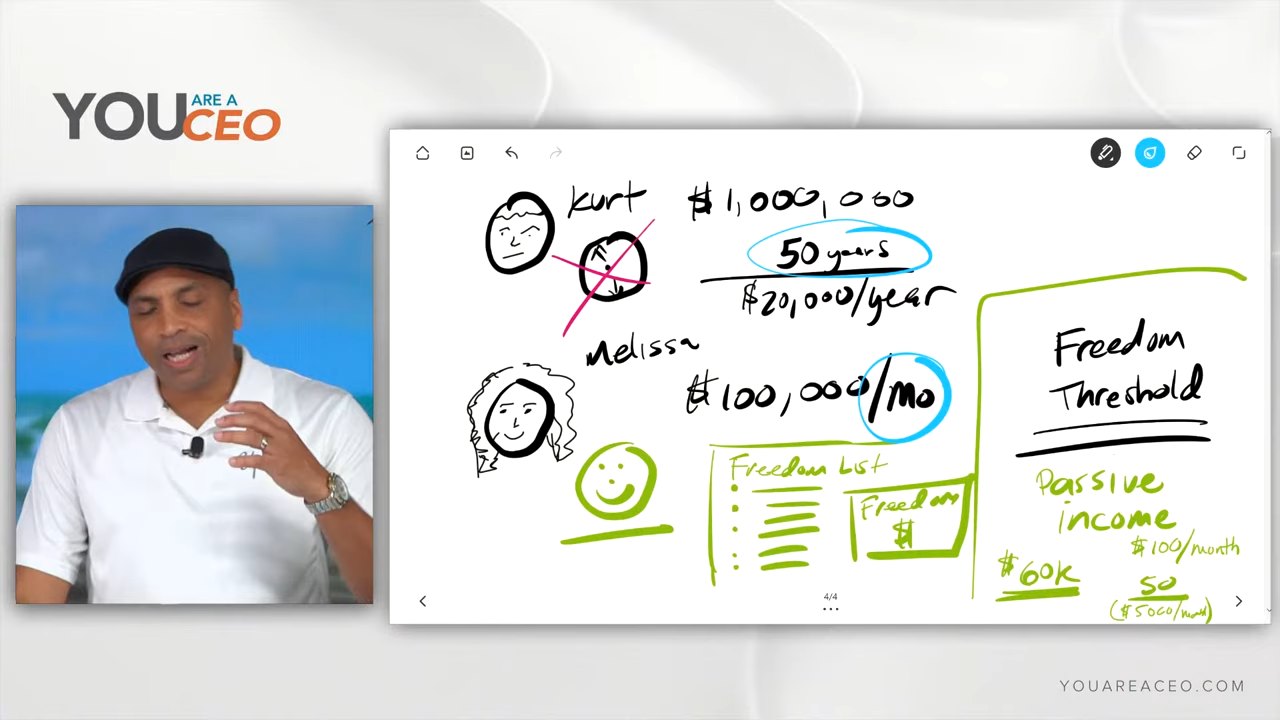 YOU ARE A CEO
Kurt
$1,000,000
50 years
$20,000/year
Melissa
$100,000/mo
Freedom List
Freedom
$
Freedom
Threshold
Passive
income
$100/month
$60K
50
($5000/month)
4/4
YOUAREACEO.COM